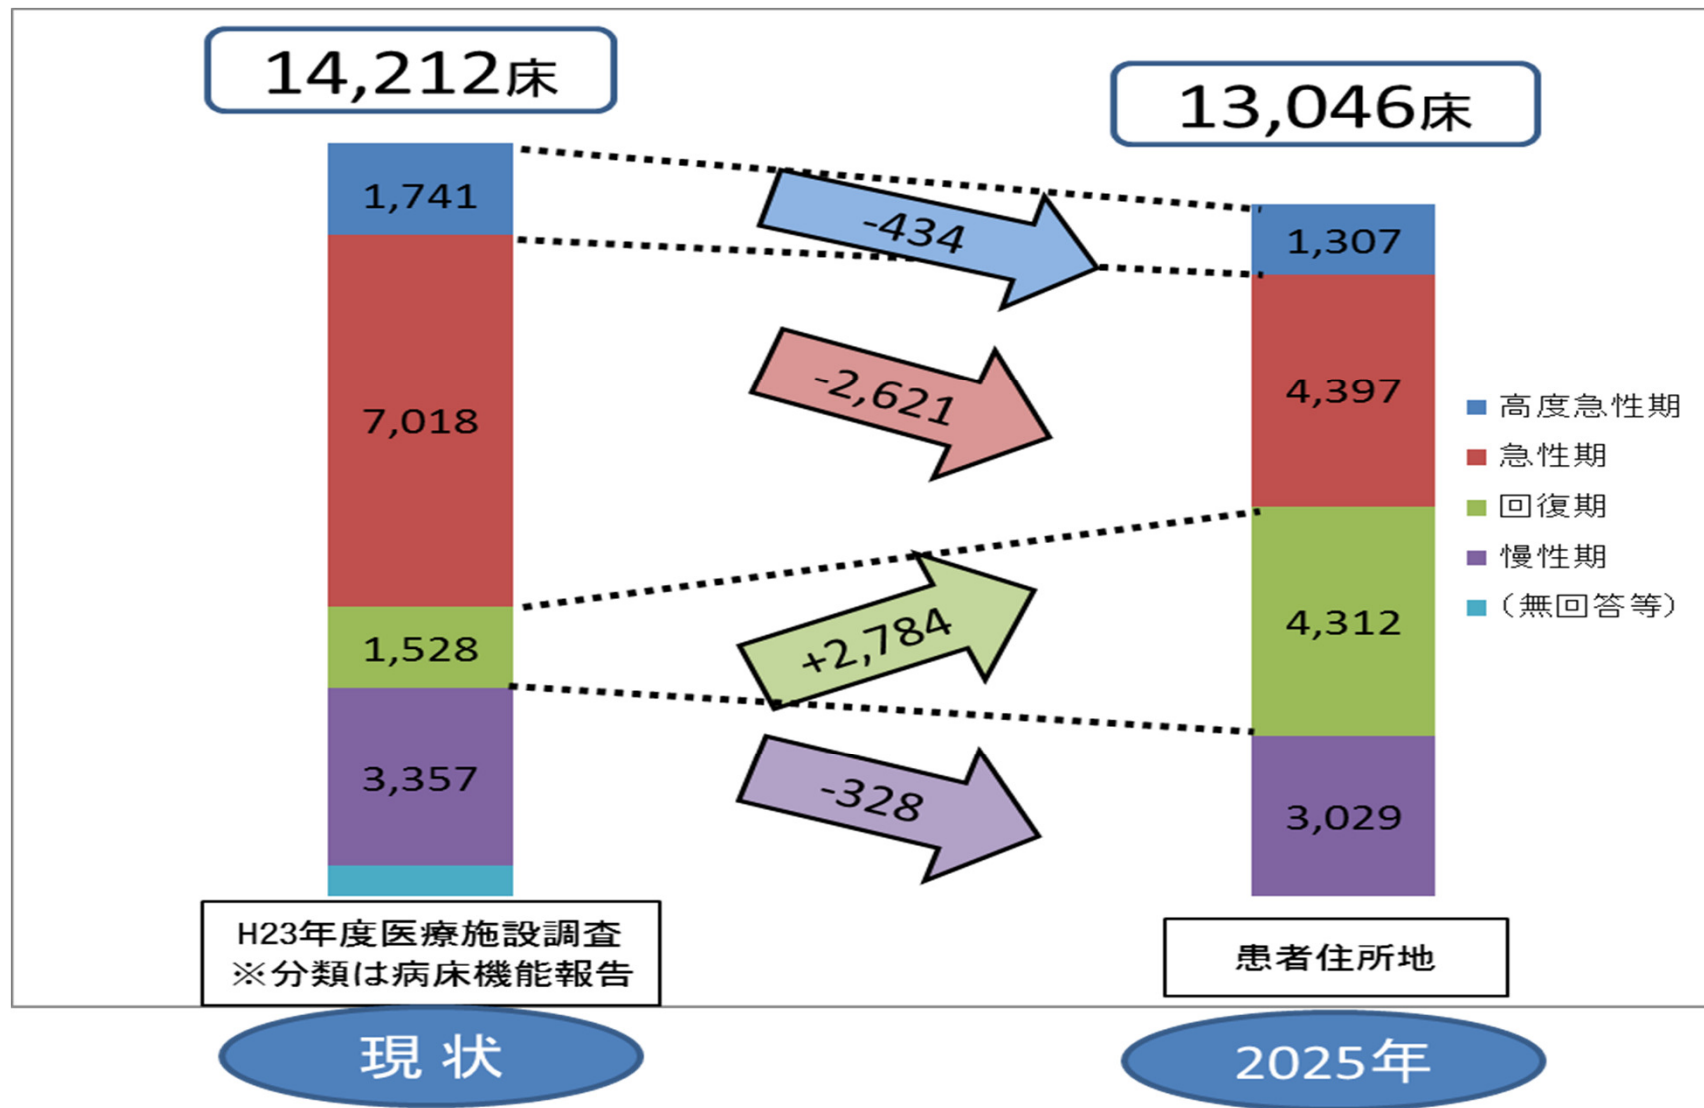 14,212床
13,046床
1,741
7,018
1,528
3,357
-434
-2,621
+2,784
-328
1,307
4,397
4,312
3,029
高度急性期
急性期
回復期
慢性期
(無回答等)
H23年度医療施設調査
※分類は病床機能報告
患者住所地
現 状
2025年